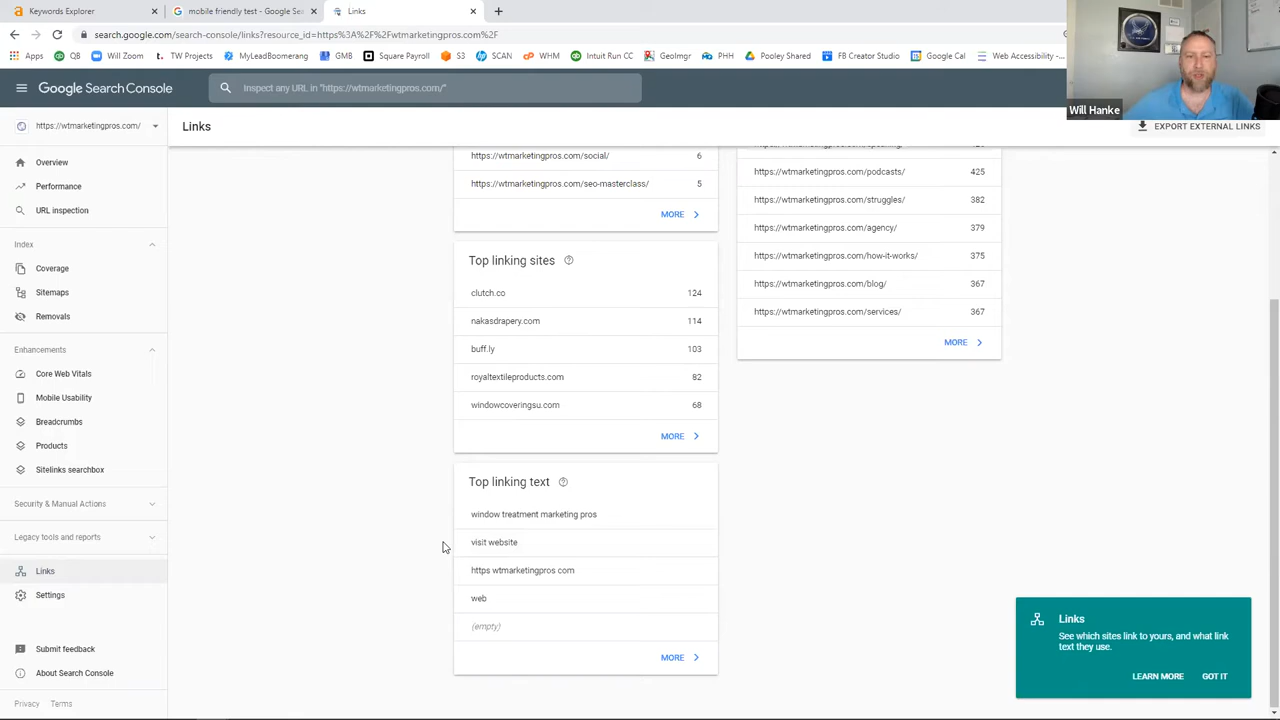 Keywords Explorer
mobile friendly test - Google Sea
Links
search.google.com/search-console/links?resource_id=https%3A%2F%2Fwtmarketingpros.com%2F
Apps
QB
Will Zoom
TW Projects
MyLeadBoomerang
GMB
Square Payroll
S3
SCAN
WHM
Intuit Run CC
GeoImgr
PHH
Pooley Shared
FB Creator Studio
Google Cal
Web Accessibility -...
Google Search Console
Inspect any URL in "https://wtmarketingpros.com/"
Will Hanke
https://wtmarketingpros.com/
Links
EXPORT EXTERNAL LINKS
Overview
Performance
URL inspection
Index
Coverage
Sitemaps
Removals
Enhancements
Core Web Vitals
Mobile Usability
Breadcrumbs
Products
Sitelinks searchbox
Security & Manual Actions
Legacy tools and reports
Links
Settings
Submit feedback
About Search Console
Privacy
Terms
https://wtmarketingpros.com/social/ 6
https://wtmarketingpros.com/seo-masterclass/ 5
MORE
Top linking sites
clutch.co 124
nakasdrapery.com 114
buff.ly 103
royaltextileproducts.com 82
windowcoveringsu.com 68
MORE
Top linking text
window treatment marketing pros
visit website
https wtmarketingpros com
web
(empty)
MORE
https://wtmarketingpros.com/podcasts/ 425
https://wtmarketingpros.com/struggles/ 382
https://wtmarketingpros.com/agency/ 379
https://wtmarketingpros.com/how-it-works/ 375
https://wtmarketingpros.com/blog/ 367
https://wtmarketingpros.com/services/ 367
MORE
Links
See which sites link to yours, and what link
text they use.
LEARN MORE
GOT IT